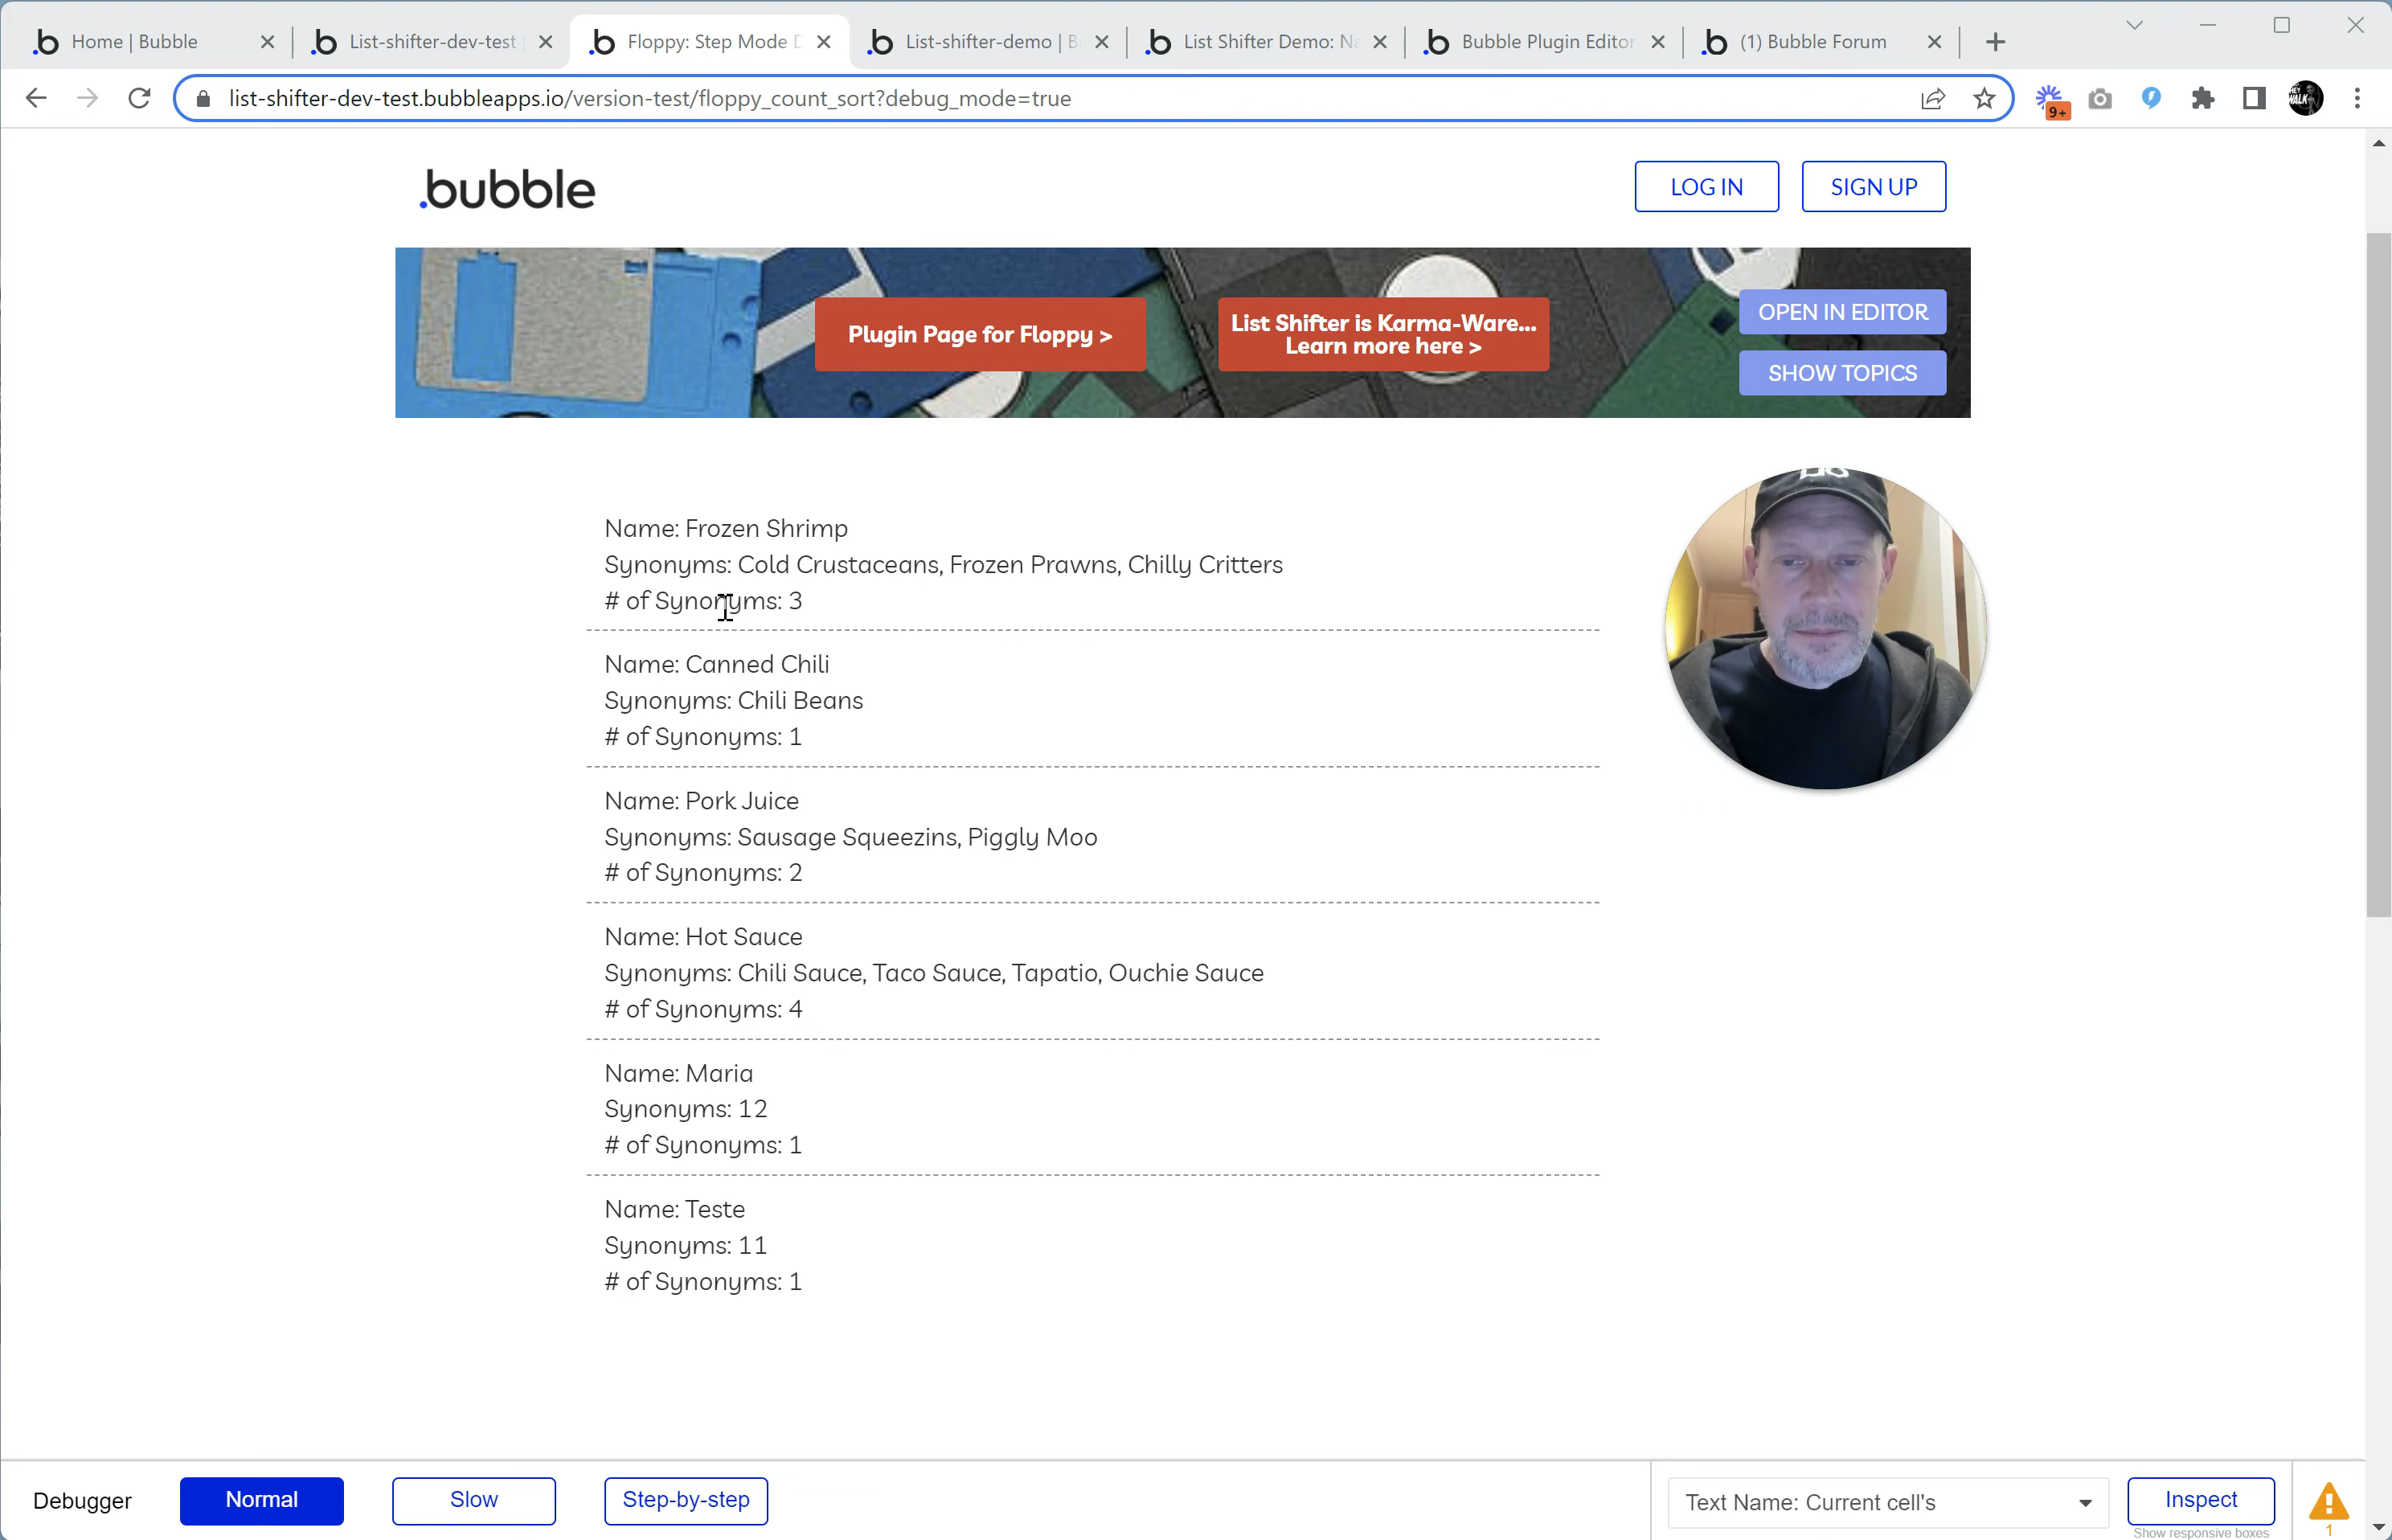 Home | Bubble
List-shifter-dev-test
Floppy: Step Mode
List-shifter-demo |
List Shifter Demo:
Bubble Plugin Editor
(1) Bubble Forum
list-shifter-dev-test.bubbleapps.io/version-test/floppy_count_sort?debug_mode=true
9+
.bubble
LOG IN
SIGN UP
Plugin Page for Floppy >
List Shifter is Karma-Ware...
Learn more here >
OPEN IN EDITOR
SHOW TOPICS
Name: Frozen Shrimp
Synonyms: Cold Crustaceans, Frozen Prawns, Chilly Critters
# of Synonyms: 3
Name: Canned Chili
Synonyms: Chili Beans
# of Synonyms: 1
Name: Pork Juice
Synonyms: Sausage Squeezins, Piggly Moo
# of Synonyms: 2
Name: Hot Sauce
Synonyms: Chili Sauce, Taco Sauce, Tapatio, Ouchie Sauce
# of Synonyms: 4
Name: Maria
Synonyms: 12
# of Synonyms: 1
Name: Teste
Synonyms: 11
# of Synonyms: 1
Debugger
Normal
Slow
Step-by-step
Text Name: Current cell's
Inspect
Show responsive boxes
1